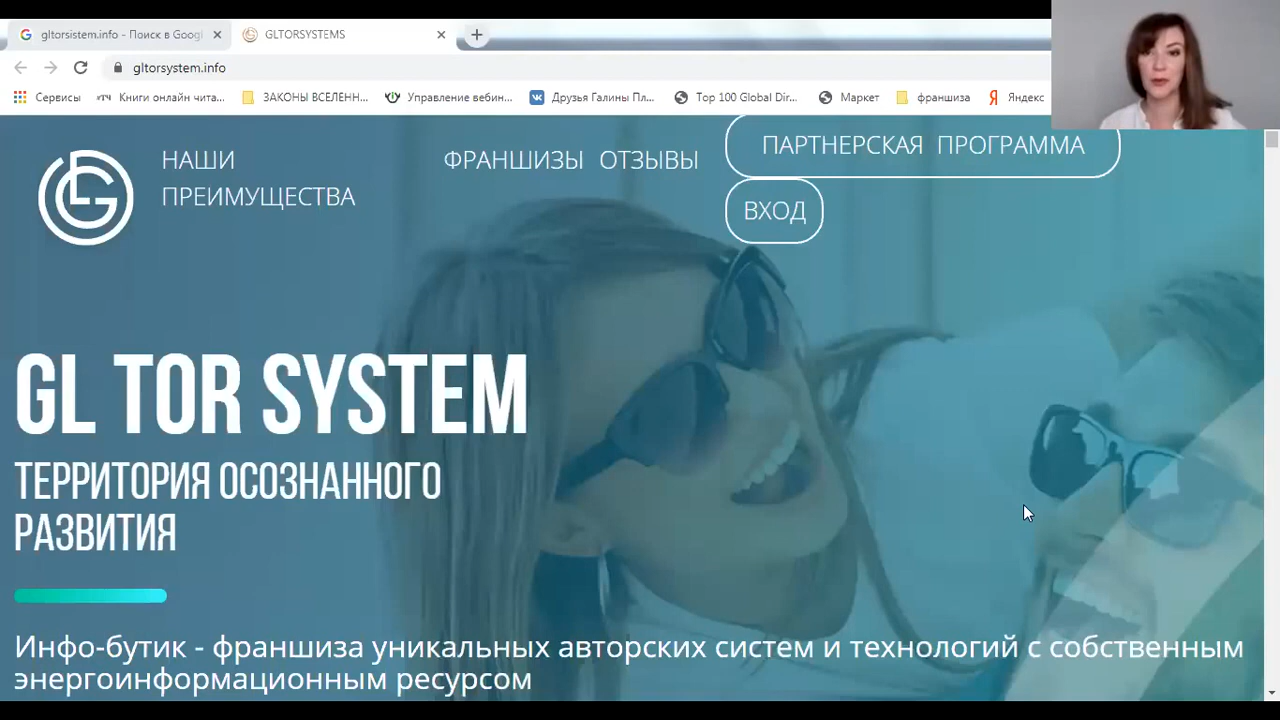 gltorsistem.info - Поиск в Googl
GLTORSYSTEMS
gltorsystem.info
Сервисы
Книги онлайн чита...
ЗАКОНЫ ВСЕЛЕНН...
Управление вебин...
Друзья Галины Пл...
Top 100 Global Dir...
Маркет
франшиза
Яндекс
НАШИ
ПРЕИМУЩЕСТВА
ФРАНШИЗЫ ОТЗЫВЫ
ПАРТНЕРСКАЯ ПРОГРАММА
ВХОД
GL TOR SYSTEM
ТЕРРИТОРИЯ ОСОЗНАННОГО
РАЗВИТИЯ
Инфо-бутик - франшиза уникальных авторских систем и технологий с собственным
энергоинформационным ресурсом